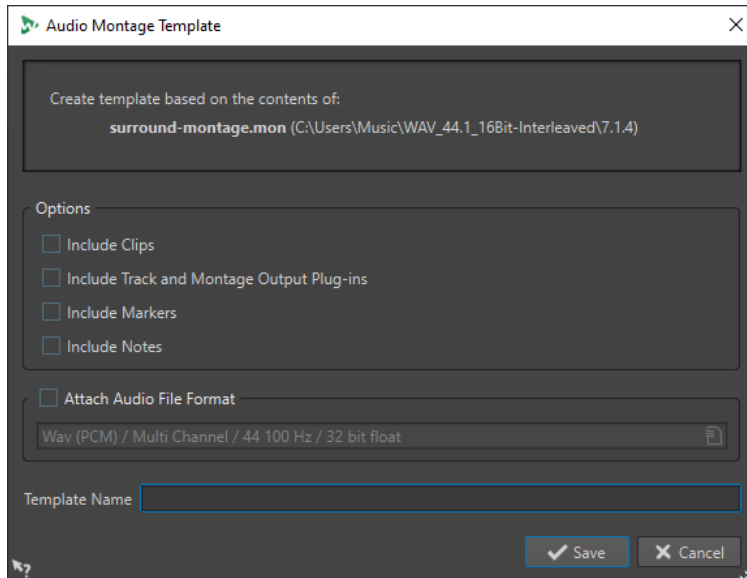 Audio Montage Template
Create template based on the contents of:
surround-montage.mon (C:\Users\Music\WAV_44.1_16Bit-Interleaved\7.1.4)
Options
Include Clips
Include Track and Montage Output Plug-ins
Include Markers
Include Notes
Attach Audio File Format
Wav (PCM) / Multi Channel / 44 100 Hz / 32 bit float
Template Name
Save Cancel
?